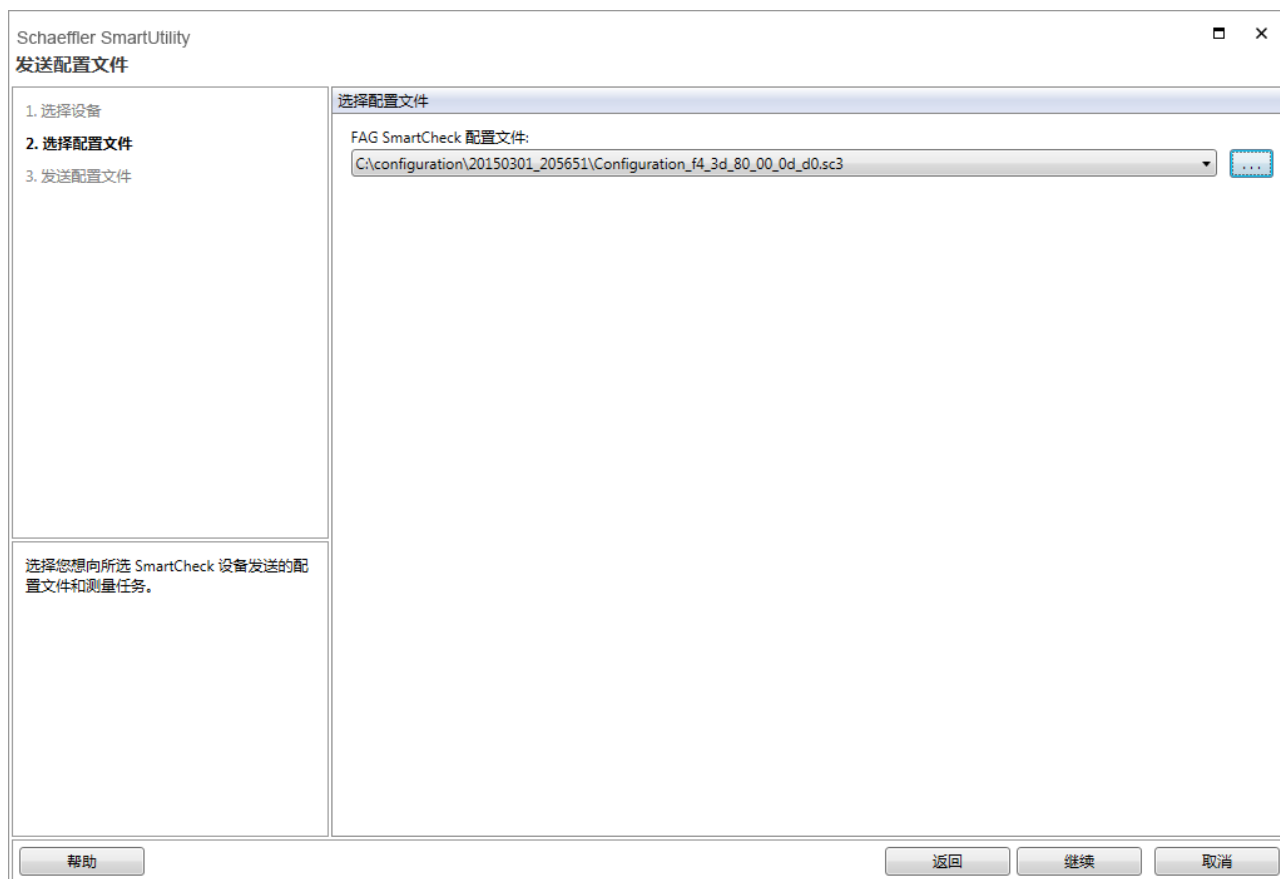 Schaeffler SmartUtility
发送配置文件
1. 选择设备
2. 选择配置文件
3. 发送配置文件
选择您想向所选 SmartCheck 设备发送的配
置文件和测量任务。
选择配置文件
FAG SmartCheck 配置文件:
C:\configuration\20150301_205651\Configuration_f4_3d_80_00_0d_d0.sc3
...
帮助
返回
继续
取消